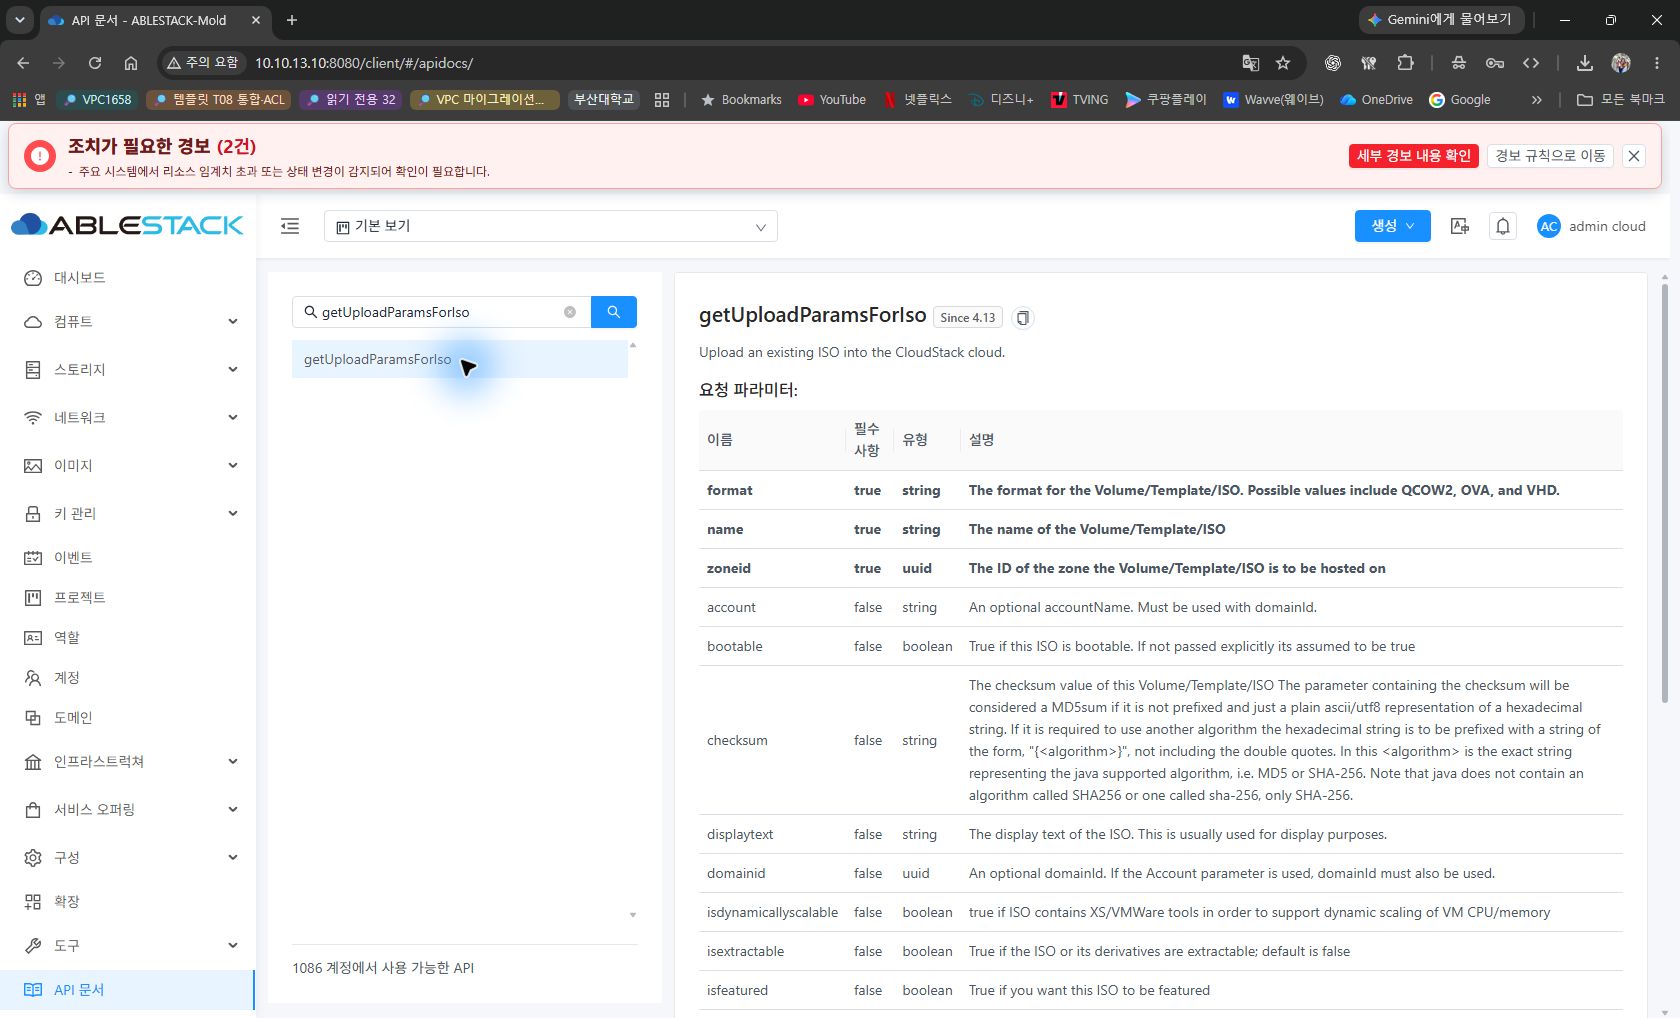 API 문서 - ABLESTACK-Mold
Gemini에게 물어보기
주의 요함
10.10.13.10:8080/client/#/apidocs/
앱
VPC1658
템플릿 T08 통합·ACL
읽기 전용 32
VPC 마이그레이션...
부산대학교
Bookmarks
YouTube
넷플릭스
디즈니+
TVING
쿠팡플레이
Wavve(웨이브)
OneDrive
Google
모든 북마크
조치가 필요한 경보 (2건)
- 주요 시스템에서 리소스 임계치 초과 또는 상태 변경이 감지되어 확인이 필요합니다.
세부 경보 내용 확인
경보 규칙으로 이동
ABLESTACK
기본 보기
생성
AC
admin cloud
대시보드
컴퓨트
스토리지
네트워크
이미지
키 관리
이벤트
프로젝트
역할
계정
도메인
인프라스트럭쳐
서비스 오퍼링
구성
확장
도구
API 문서
getUploadParamsForIso
getUploadParamsForIso
1086 계정에서 사용 가능한 API
getUploadParamsForIso
Since 4.13
Upload an existing ISO into the CloudStack cloud.
요청 파라미터:
이름 필수 사항 유형 설명
format true string The format for the Volume/Template/ISO. Possible values include QCOW2, OVA, and VHD.
name true string The name of the Volume/Template/ISO
zoneid true uuid The ID of the zone the Volume/Template/ISO is to be hosted on
account false string An optional accountName. Must be used with domainId.
bootable false boolean True if this ISO is bootable. If not passed explicitly its assumed to be true
checksum false string The checksum value of this Volume/Template/ISO The parameter containing the checksum will be
considered a MD5sum if it is not prefixed and just a plain ascii/utf8 representation of a hexadecimal
string. If it is required to use another algorithm the hexadecimal string is to be prefixed with a string of
the form, "{<algorithm>}", not including the double quotes. In this <algorithm> is the exact string
representing the java supported algorithm, i.e. MD5 or SHA-256. Note that java does not contain an
algorithm called SHA256 or one called sha-256, only SHA-256.
displaytext false string The display text of the ISO. This is usually used for display purposes.
domainid false uuid An optional domainId. If the Account parameter is used, domainId must also be used.
isdynamicallyscalable false boolean true if ISO contains XS/VMWare tools in order to support dynamic scaling of VM CPU/memory
isextractable false boolean True if the ISO or its derivatives are extractable; default is false
isfeatured false boolean True if you want this ISO to be featured